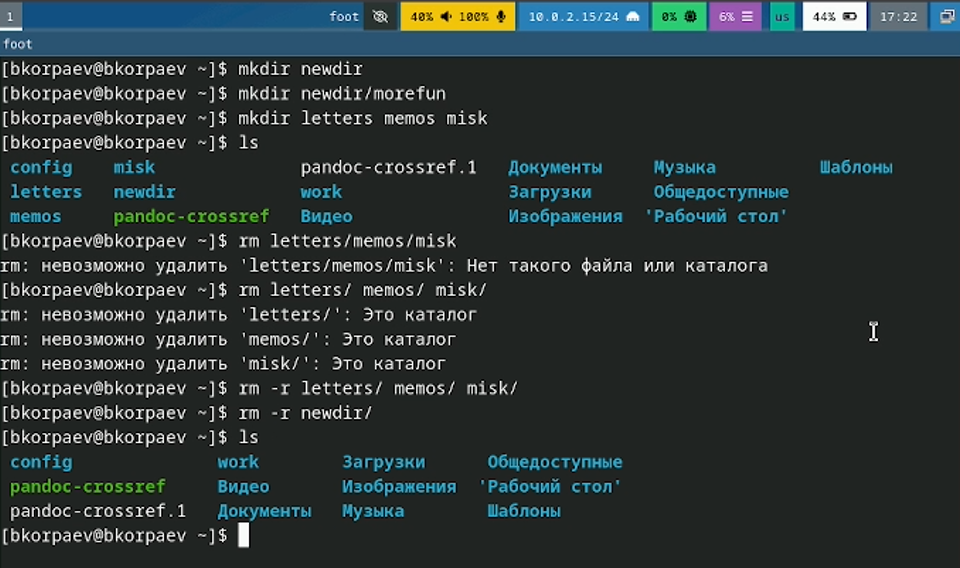 1 foot 40% 100% 10.0.2.15/24 0% 6% us 44% 17:22
foot
[bkorpaev@bkorpaev ~]$ mkdir newdir
[bkorpaev@bkorpaev ~]$ mkdir newdir/morefun
[bkorpaev@bkorpaev ~]$ mkdir letters memos misk
[bkorpaev@bkorpaev ~]$ ls
config misk pandoc-crossref.1 Документы Музыка Шаблоны
letters newdir work Загрузки Общедоступные
memos pandoc-crossref Видео Изображения 'Рабочий стол'
[bkorpaev@bkorpaev ~]$ rm letters/memos/misk
rm: невозможно удалить 'letters/memos/misk': Нет такого файла или каталога
[bkorpaev@bkorpaev ~]$ rm letters/ memos/ misk/
rm: невозможно удалить 'letters/': Это каталог
rm: невозможно удалить 'memos/': Это каталог
rm: невозможно удалить 'misk/': Это каталог
[bkorpaev@bkorpaev ~]$ rm -r letters/ memos/ misk/
[bkorpaev@bkorpaev ~]$ rm -r newdir/
[bkorpaev@bkorpaev ~]$ ls
config work Загрузки Общедоступные
pandoc-crossref Видео Изображения 'Рабочий стол'
pandoc-crossref.1 Документы Музыка Шаблоны
[bkorpaev@bkorpaev ~]$